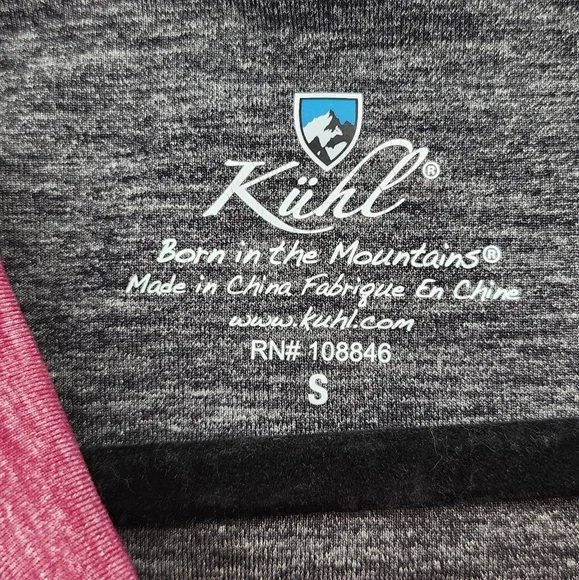 Kühl®
Born in the Mountains®
Made in China Fabrique En Chine
www.kuhl.com
RN# 108846
S